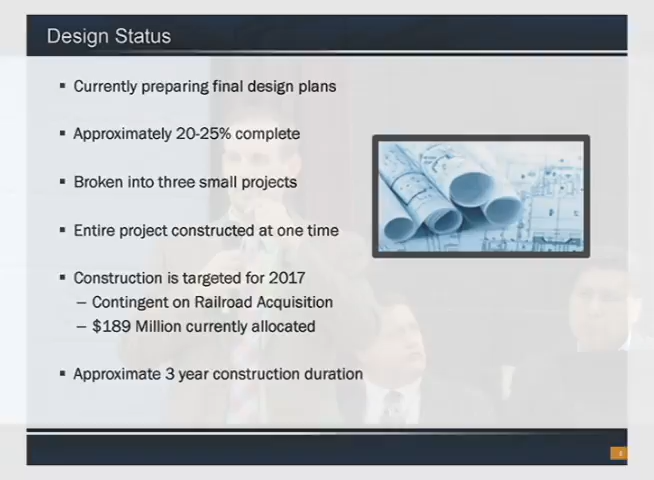 Design Status
▪ Currently preparing final design plans
▪ Approximately 20-25% complete
▪ Broken into three small projects
▪ Entire project constructed at one time
▪ Construction is targeted for 2017
– Contingent on Railroad Acquisition
– $189 Million currently allocated
▪ Approximate 3 year construction duration